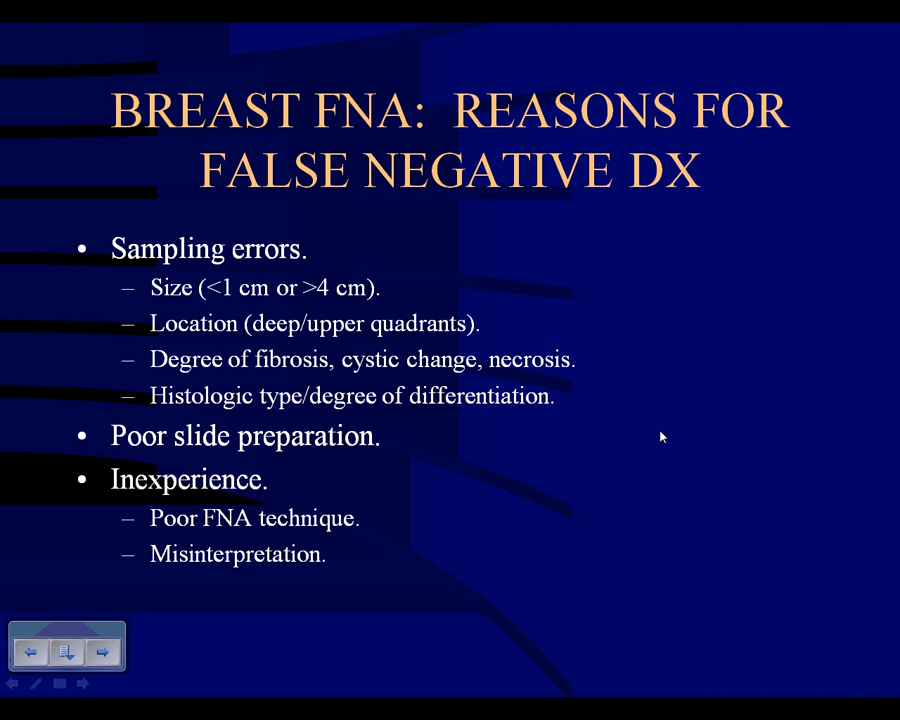 BREAST FNA: REASONS FOR
FALSE NEGATIVE DX
• Sampling errors.
– Size (<1 cm or >4 cm).
– Location (deep/upper quadrants).
– Degree of fibrosis, cystic change, necrosis.
– Histologic type/degree of differentiation.
• Poor slide preparation.
• Inexperience.
– Poor FNA technique.
– Misinterpretation.